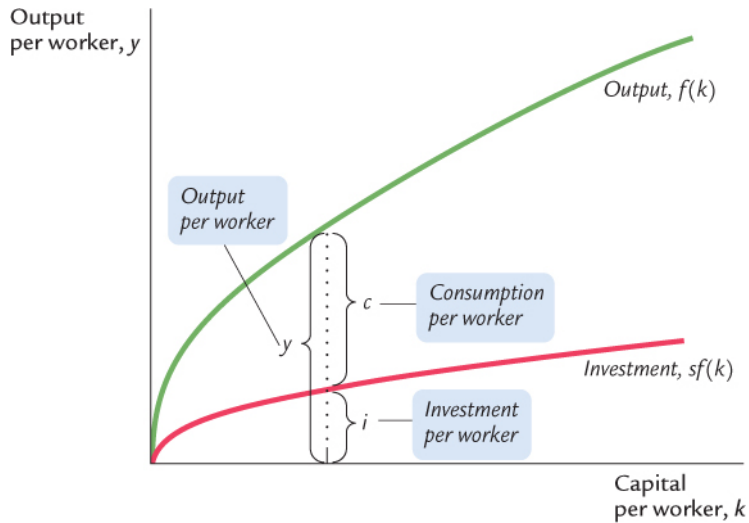 Output
per worker, y
Output, f(k)
Output
per worker
c
Consumption
per worker
y
Investment, sf(k)
i
Investment
per worker
Capital
per worker, k